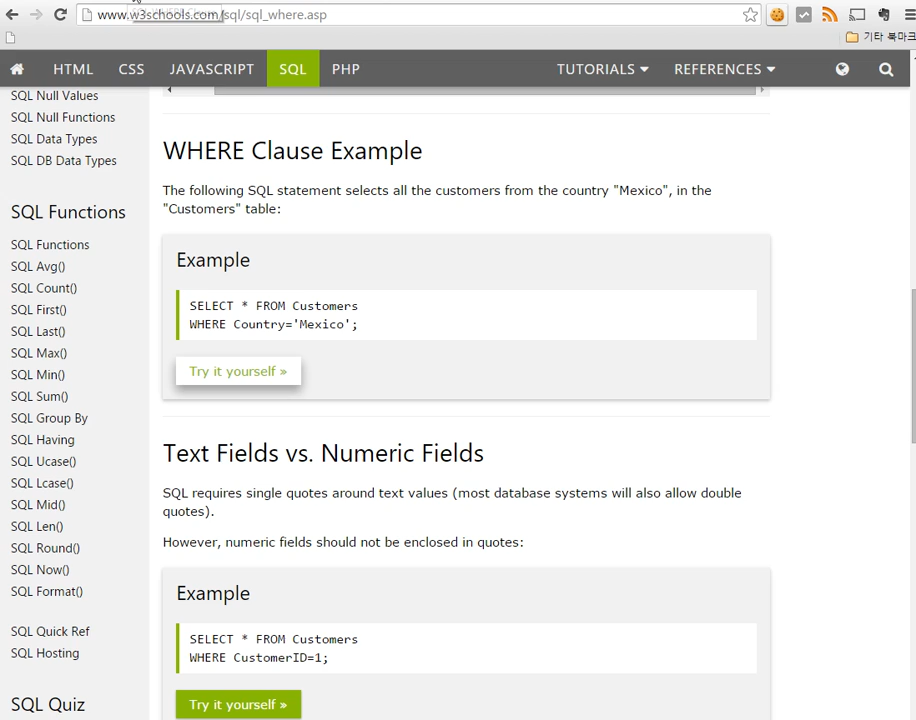 www.w3schools.com/sql/sql_where.asp
기타 북마크
HTML CSS JAVASCRIPT SQL PHP TUTORIALS REFERENCES
SQL Null Values
SQL Null Functions
SQL Data Types
SQL DB Data Types
SQL Functions
SQL Functions
SQL Avg()
SQL Count()
SQL First()
SQL Last()
SQL Max()
SQL Min()
SQL Sum()
SQL Group By
SQL Having
SQL Ucase()
SQL Lcase()
SQL Mid()
SQL Len()
SQL Round()
SQL Now()
SQL Format()
SQL Quick Ref
SQL Hosting
SQL Quiz
WHERE Clause Example
The following SQL statement selects all the customers from the country "Mexico", in the
"Customers" table:
Example
SELECT * FROM Customers
WHERE Country='Mexico';
Try it yourself »
Text Fields vs. Numeric Fields
SQL requires single quotes around text values (most database systems will also allow double
quotes).
However, numeric fields should not be enclosed in quotes:
Example
SELECT * FROM Customers
WHERE CustomerID=1;
Try it yourself »